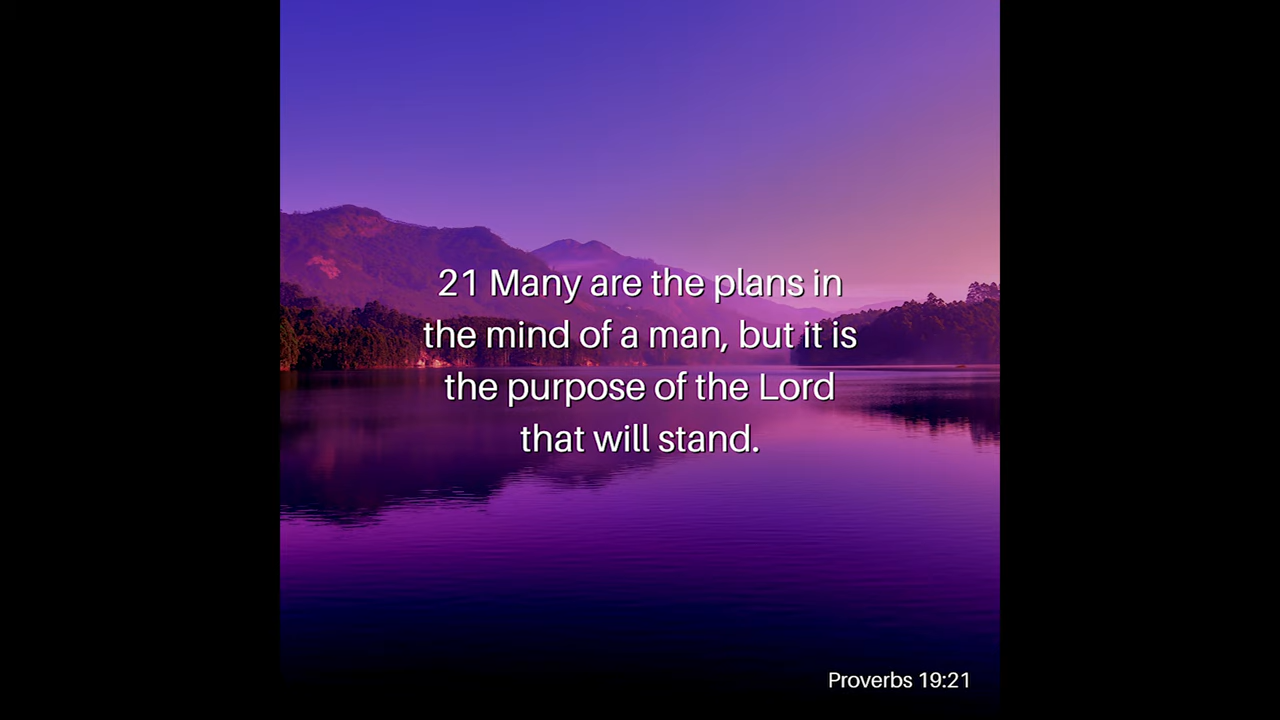 21 Many are the plans in
the mind of a man, but it is
the purpose of the Lord
that will stand.
Proverbs 19:21